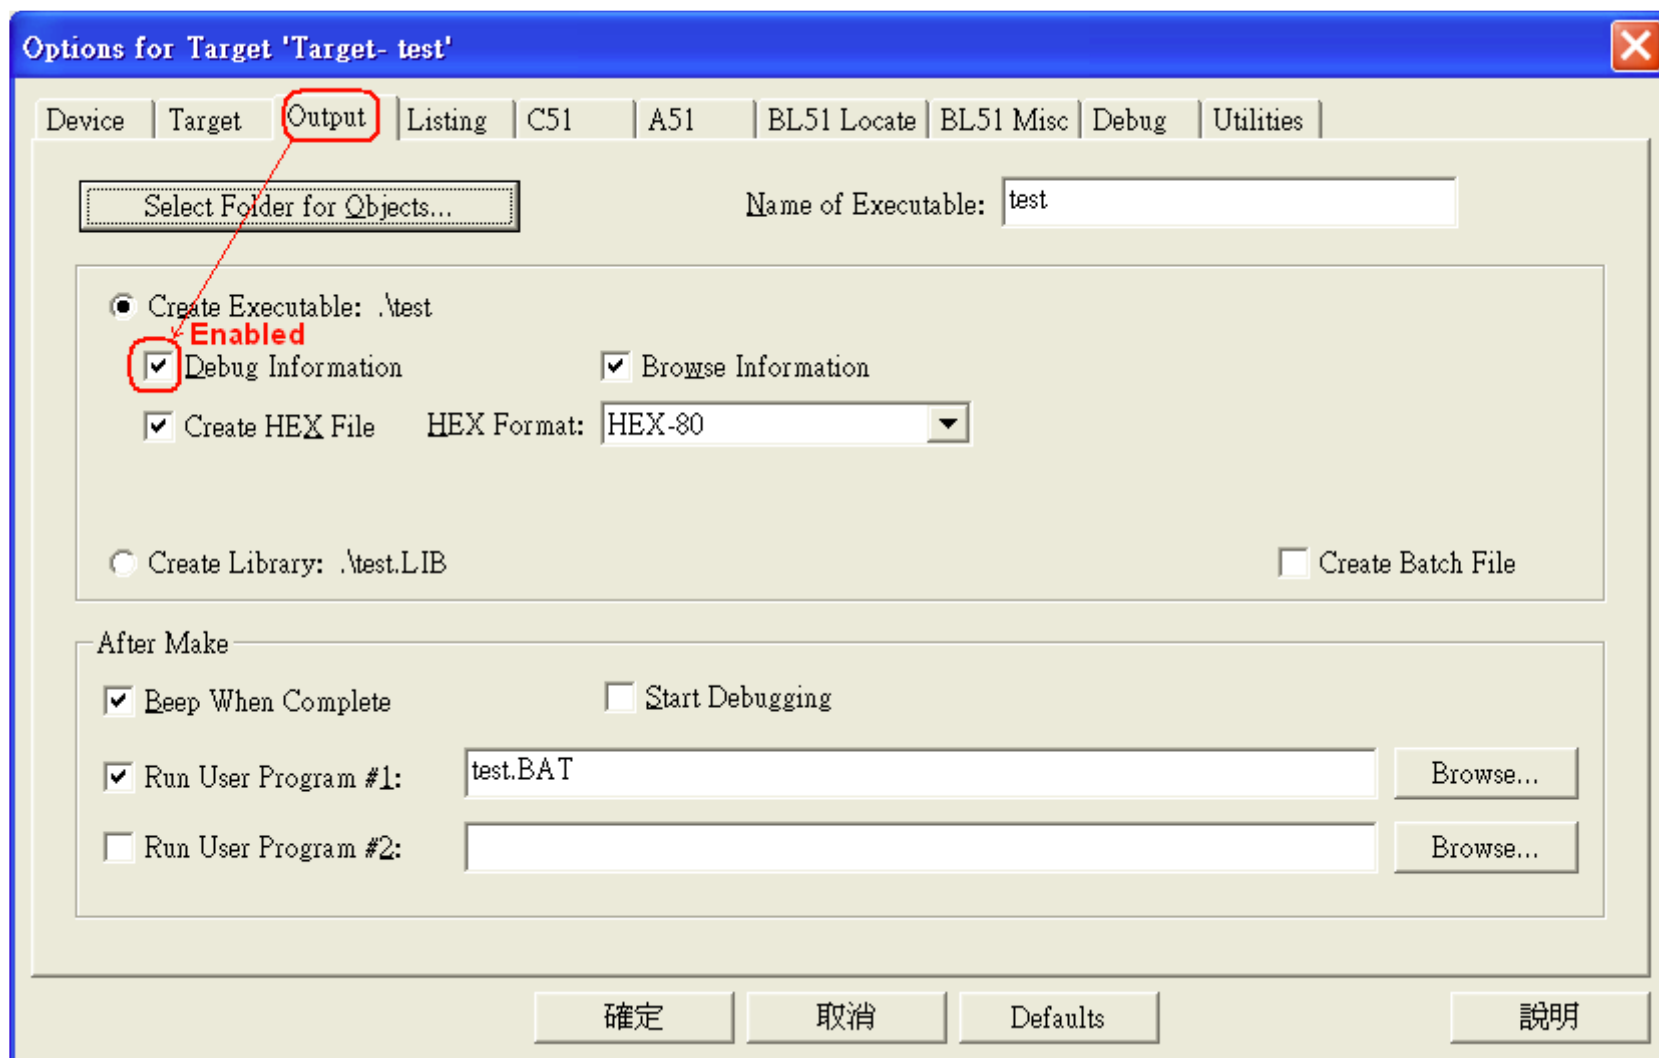 Options for Target 'Target- test'
Device Target Output Listing C51 A51 BL51 Locate BL51 Misc Debug Utilities
Select Folder for Objects... Name of Executable: test
Create Executable: .\test
Enabled
Debug Information Browse Information
Create HEX File HEX Format: HEX-80
Create Library: .\test.LIB Create Batch File
After Make
Beep When Complete Start Debugging
Run User Program #1: test.BAT Browse...
Run User Program #2: Browse...
確定 取消 Defaults 說明